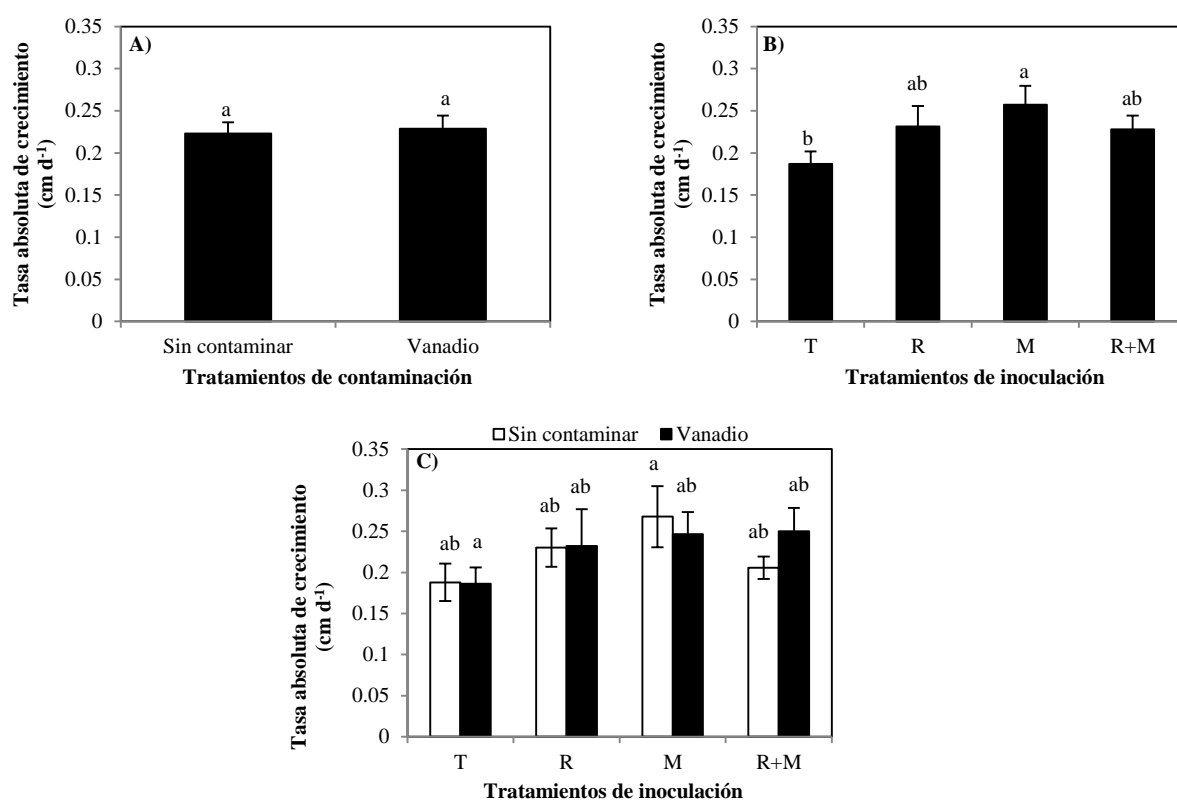 A)
Tasa absoluta de crecimiento
(cm d-1)
0.35
0.3
0.25
0.2
0.15
0.1
0.05
0
a
a
Sin contaminar
Vanadio
Tratamientos de contaminación
B)
Tasa absoluta de crecimiento
(cm d-1)
0.35
0.3
0.25
0.2
0.15
0.1
0.05
0
b
ab
a
ab
T
R
M
R+M
Tratamientos de inoculación
Sin contaminar
Vanadio
C)
Tasa absoluta de crecimiento
(cm d-1)
0.35
0.3
0.25
0.2
0.15
0.1
0.05
0
ab
a
ab
ab
a
ab
ab
ab
T
R
M
R+M
Tratamientos de inoculación